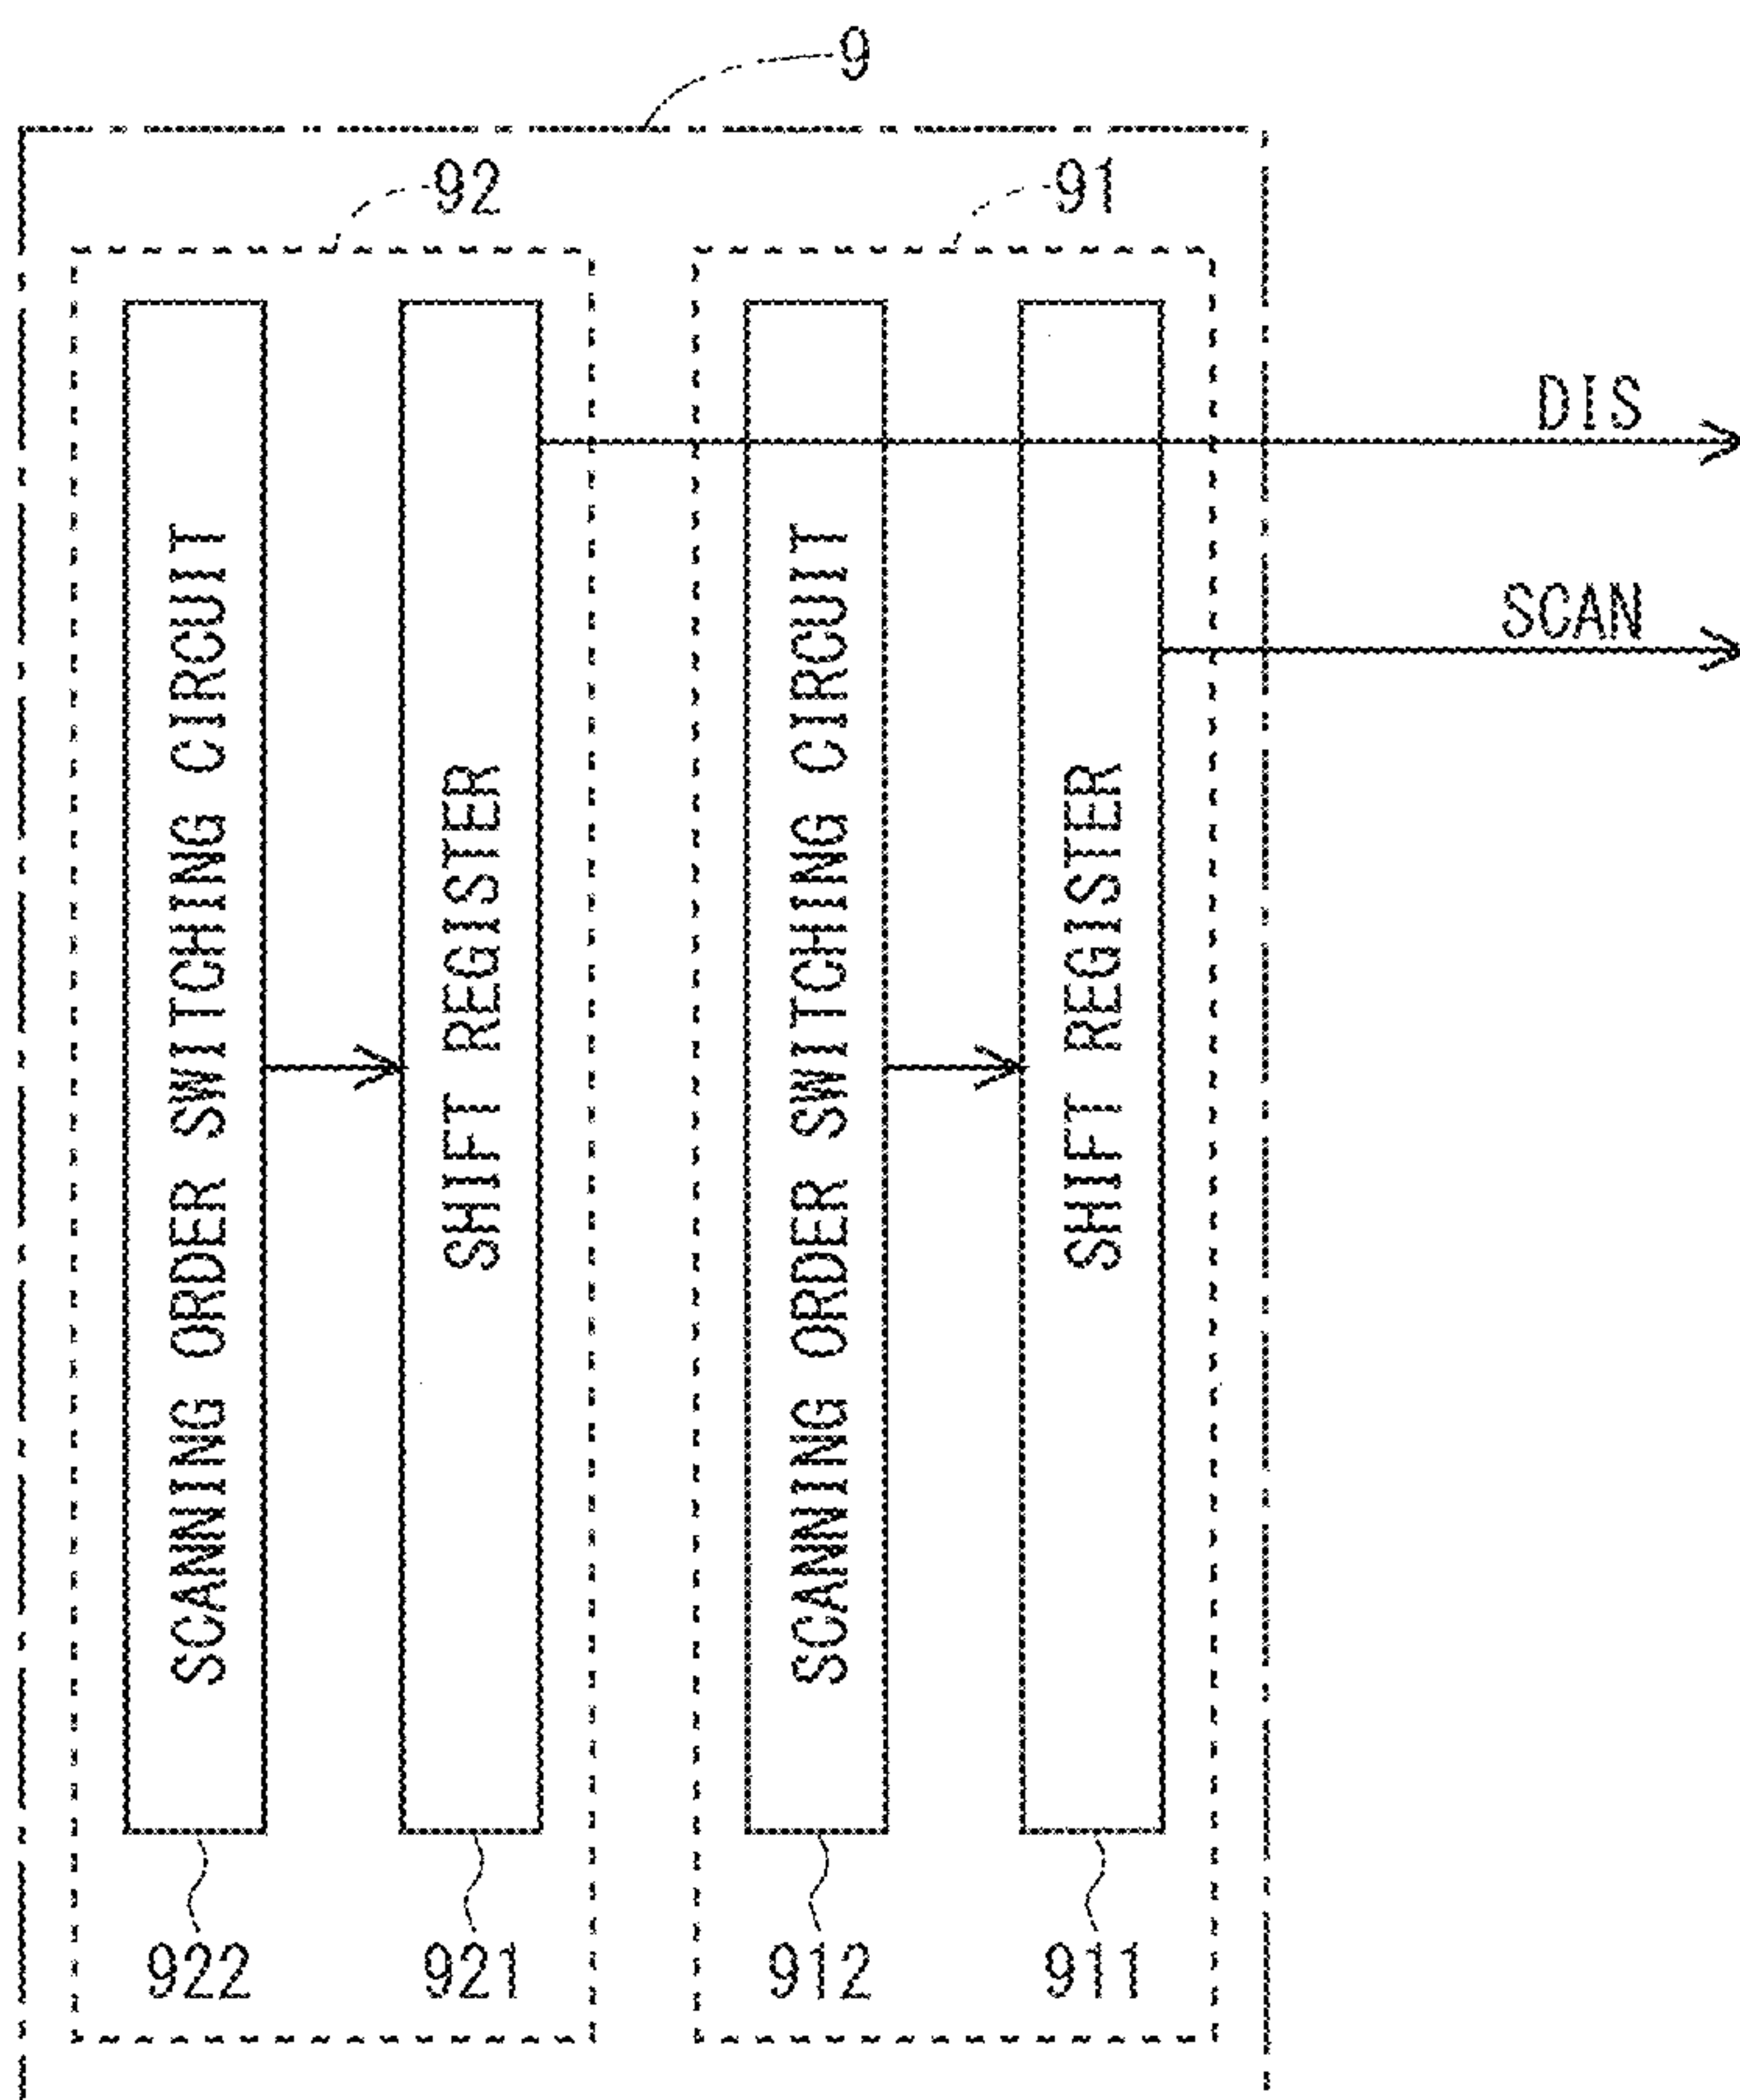 9
92
91
DIS
SCAN
SCANNING ORDER SWITCHING CIRCUIT
SHIFT REGISTER
SCANNING ORDER SWITCHING CIRCUIT
SHIFT REGISTER
922
921
912
911